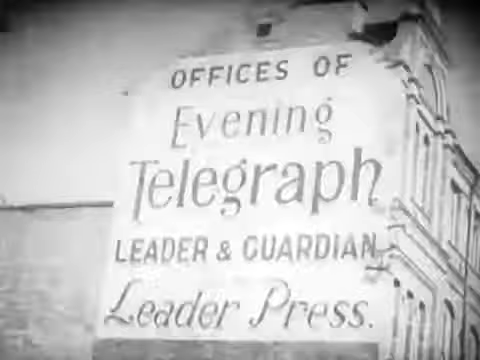 OFFICES OF
Evening
Telegraph
LEADER & GUARDIAN
Leader Press.